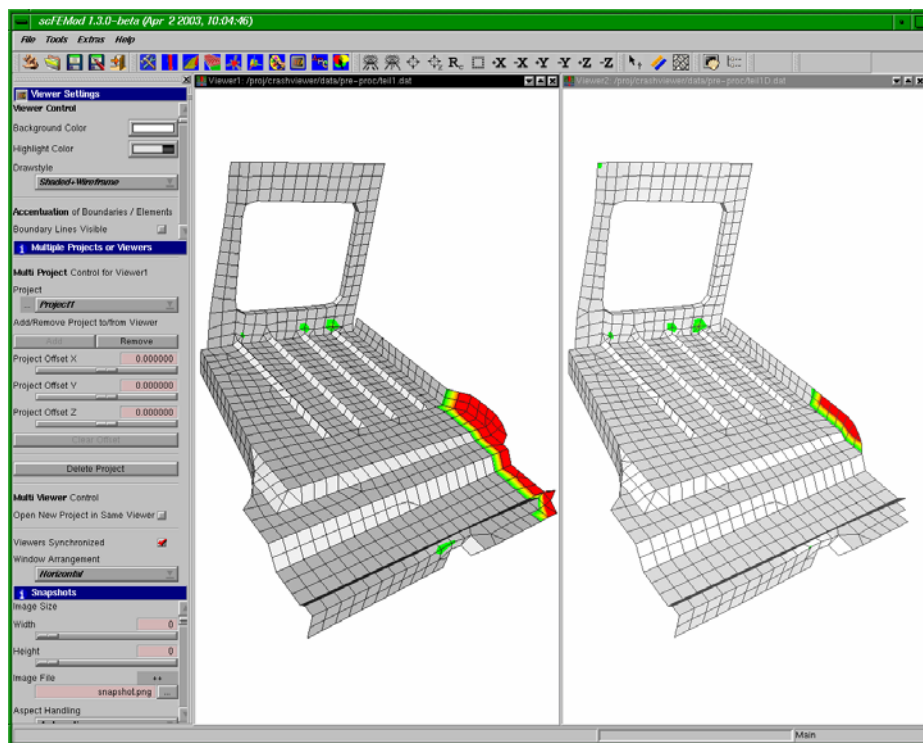 scFEMod 1.3.0-beta (Apr 2 2003, 10:04:46)
File Tools Extras Help
R -X -X -Y -Y -Z -Z
Viewer Settings
Viewer1: /proj/crashviewer/data/pre-proc/teil1.dat
Viewer2: /proj/crashviewer/data/pre-proc/teil1D.dat
Viewer Control
Background Color
Highlight Color
Drawstyle
Shaded+Wireframe
Accentuation of Boundaries / Elements
Boundary Lines Visible
Multiple Projects or Viewers
Multi Project Control for Viewer1
Project
... Project1
Add/Remove Project to/from Viewer
Add Remove
Project Offset X 0.000000
Project Offset Y 0.000000
Project Offset Z 0.000000
Clear Offset
Delete Project
Multi Viewer Control
Open New Project in Same Viewer
Viewers Synchronized
Window Arrangement
Horizontal
Snapshots
Image Size
Width 0
Height 0
Image File ++
snapshot.png ...
Aspect Handling
Main